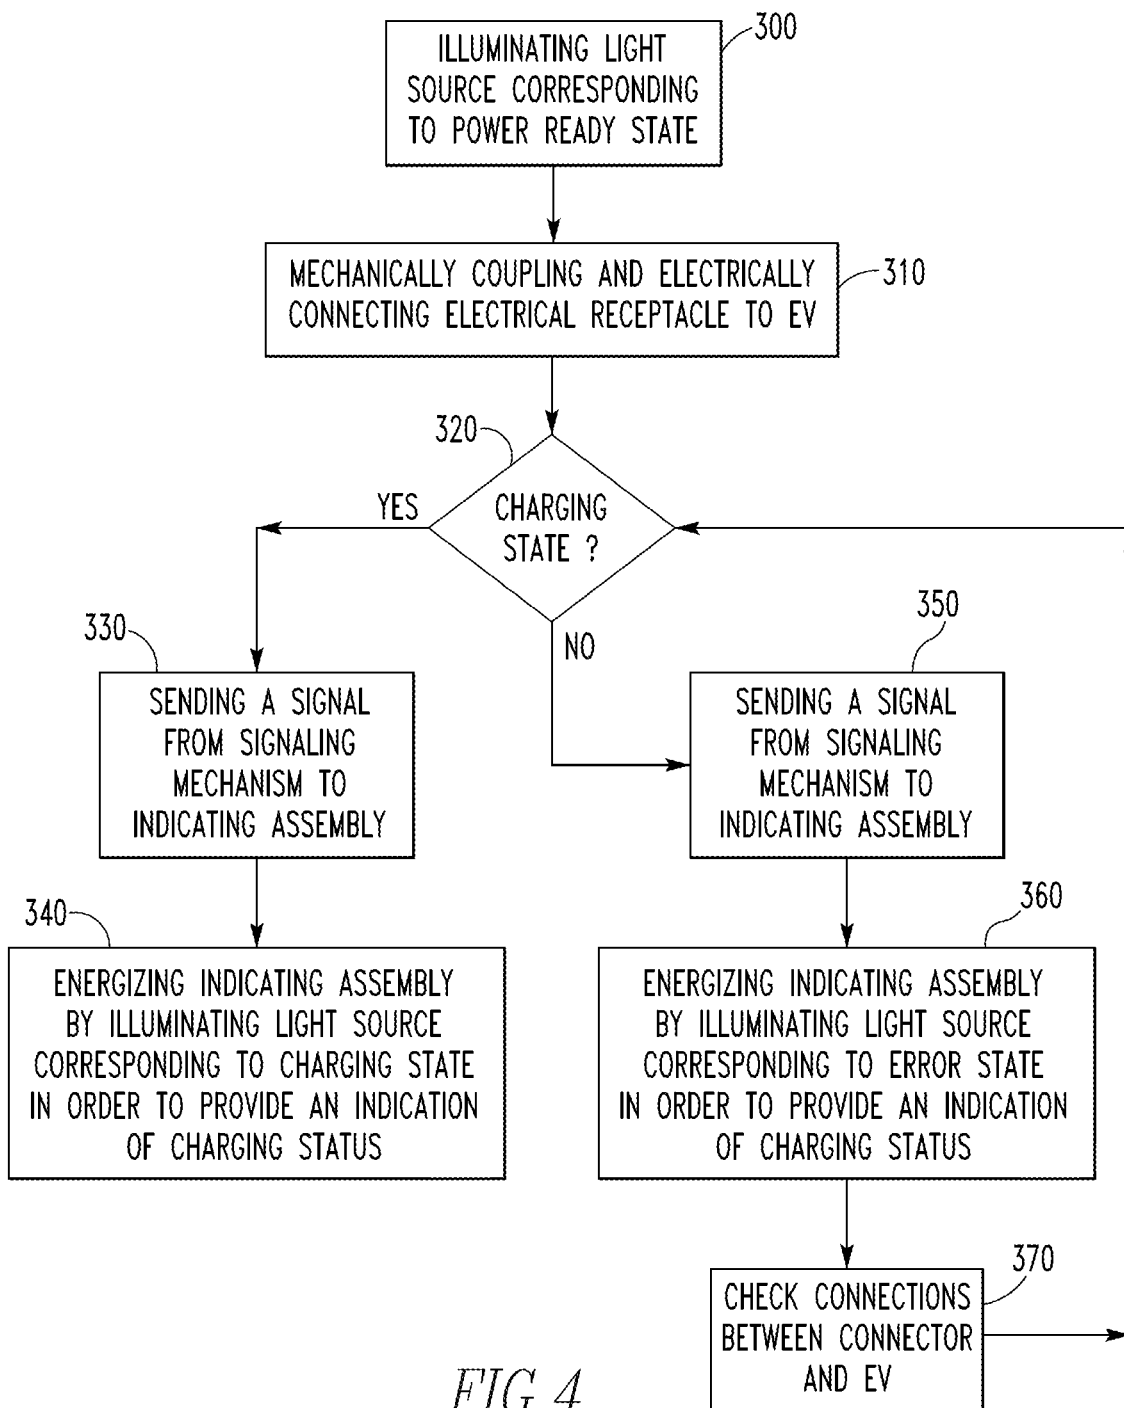 300
ILLUMINATING LIGHT
SOURCE CORRESPONDING
TO POWER READY STATE
310
MECHANICALLY COUPLING AND ELECTRICALLY
CONNECTING ELECTRICAL RECEPTACLE TO EV
320
CHARGING
STATE ?
YES
NO
330
SENDING A SIGNAL
FROM SIGNALING
MECHANISM TO
INDICATING ASSEMBLY
350
SENDING A SIGNAL
FROM SIGNALING
MECHANISM TO
INDICATING ASSEMBLY
340
ENERGIZING INDICATING ASSEMBLY
BY ILLUMINATING LIGHT SOURCE
CORRESPONDING TO CHARGING STATE
IN ORDER TO PROVIDE AN INDICATION
OF CHARGING STATUS
360
ENERGIZING INDICATING ASSEMBLY
BY ILLUMINATING LIGHT SOURCE
CORRESPONDING TO ERROR STATE
IN ORDER TO PROVIDE AN INDICATION
OF CHARGING STATUS
370
CHECK CONNECTIONS
BETWEEN CONNECTOR
AND EV
FIG. 4